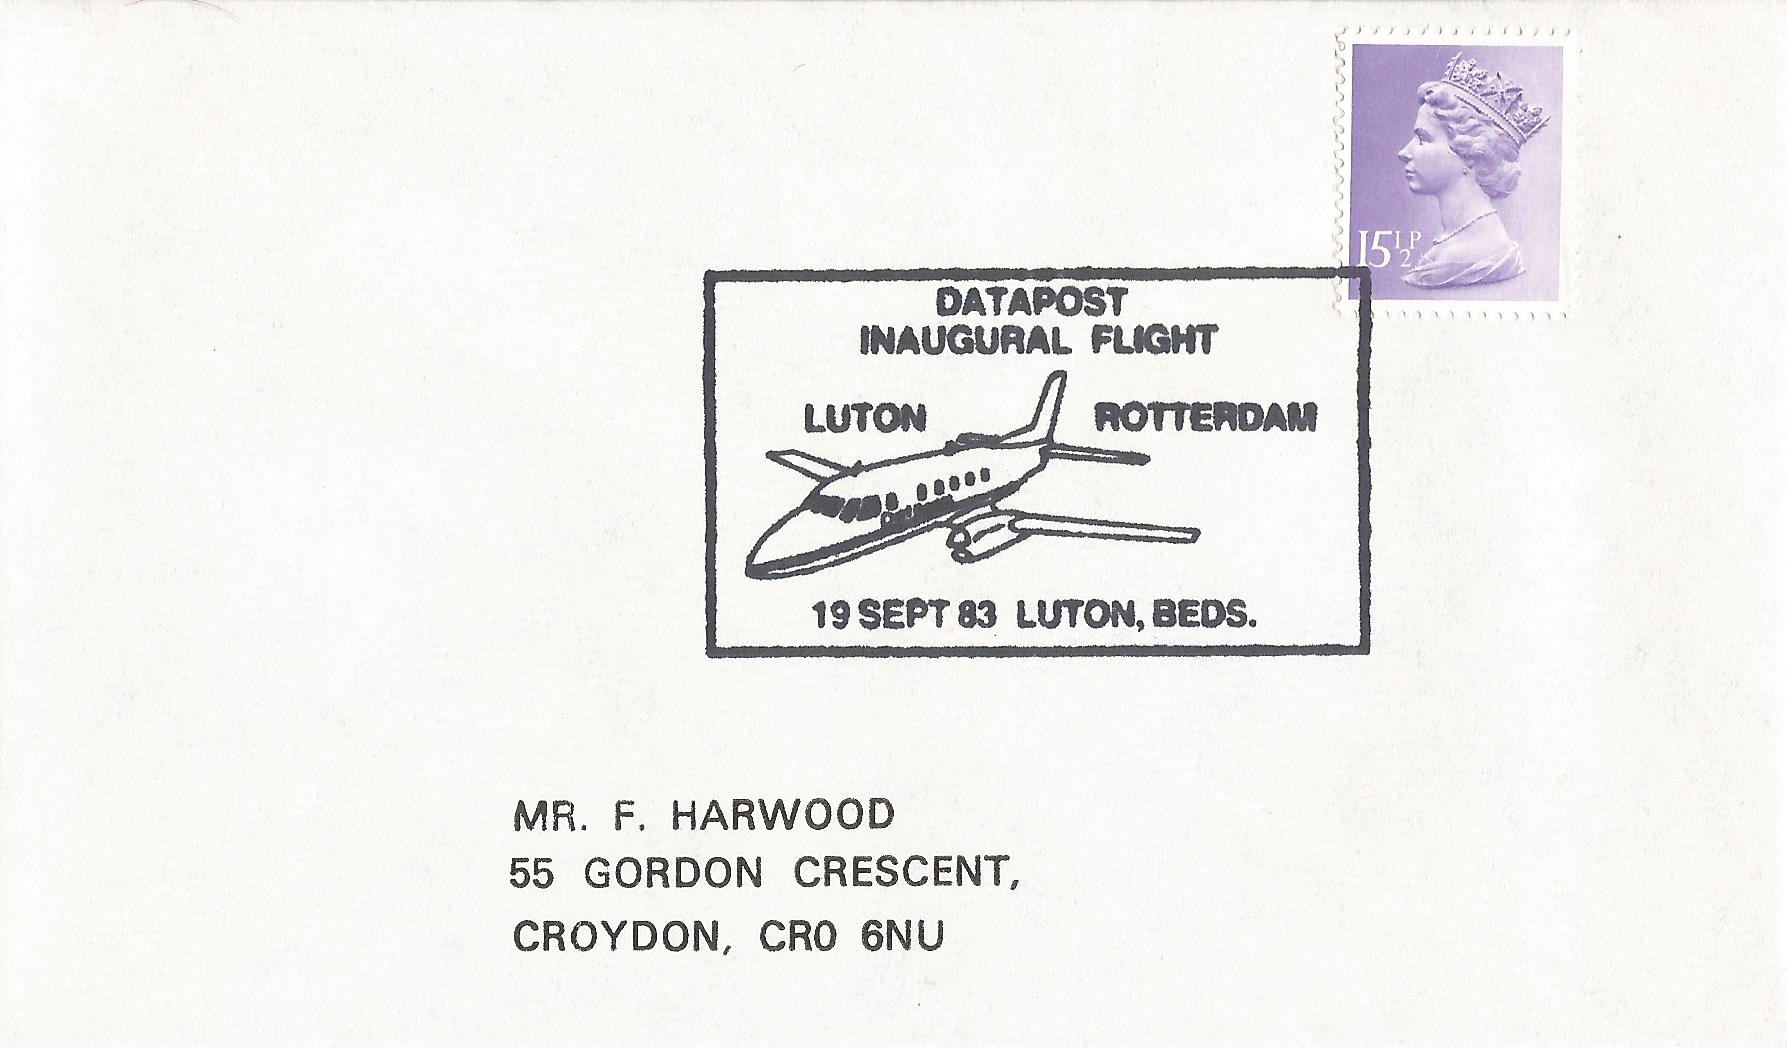 15½P
DATAPOST
INAUGURAL FLIGHT
LUTON ROTTERDAM
19 SEPT 83 LUTON, BEDS.
MR. F. HARWOOD
55 GORDON CRESCENT,
CROYDON, CR0 6NU